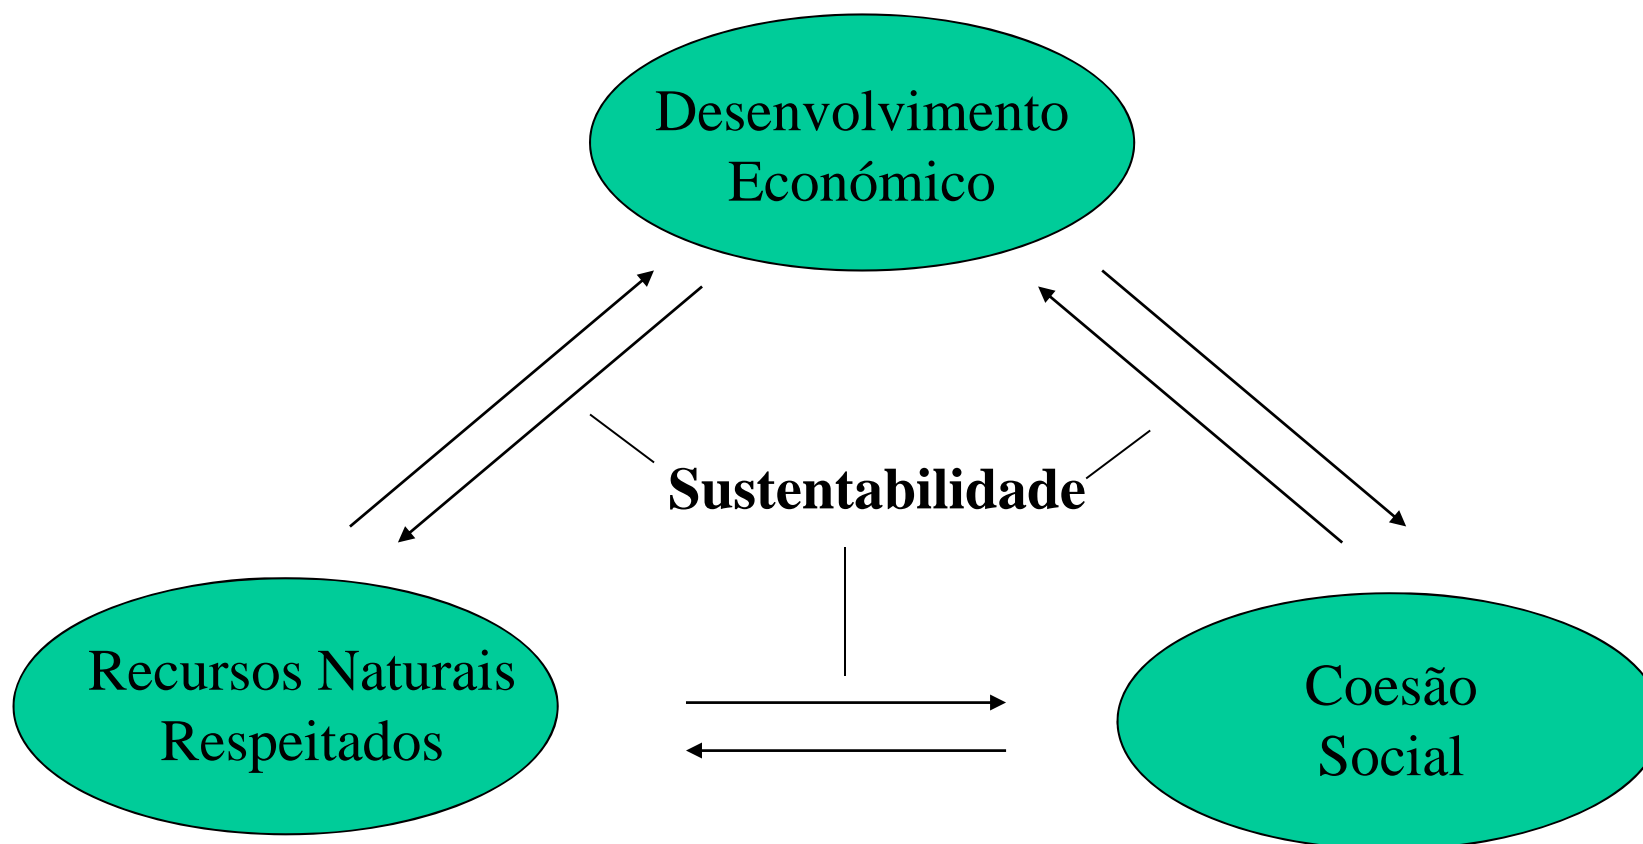 Desenvolvimento
Económico
Sustentabilidade
Recursos Naturais
Respeitados
Coesão
Social